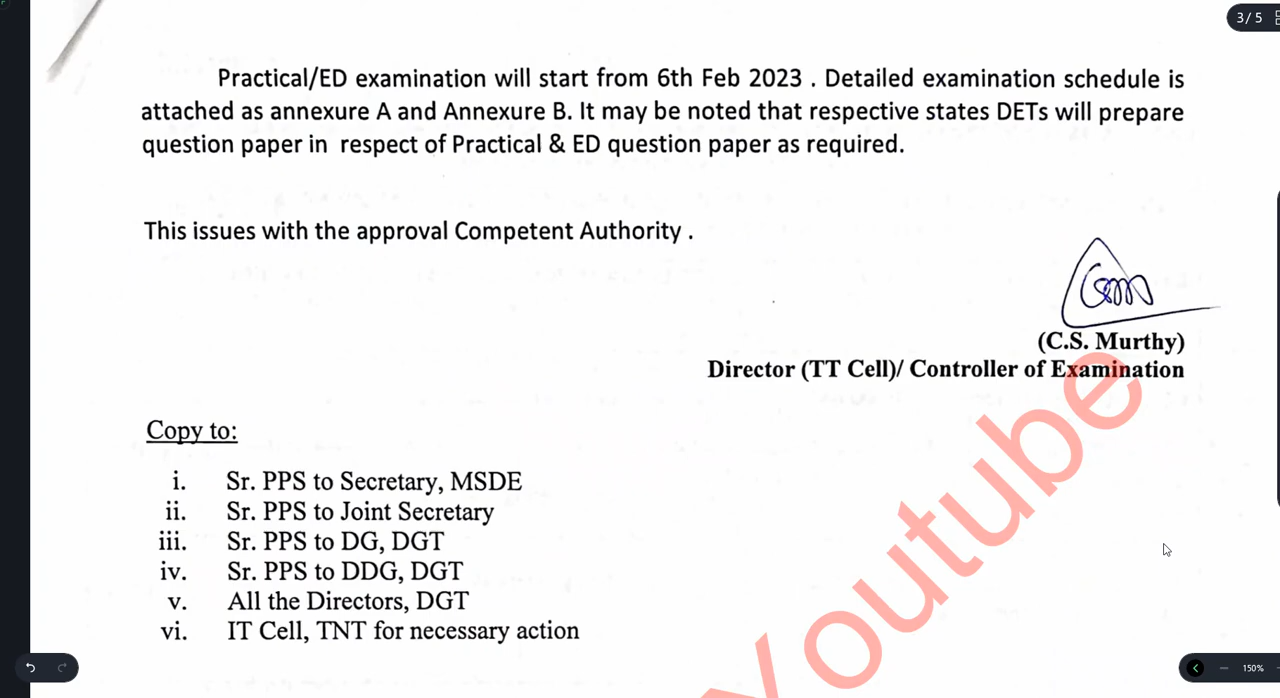 3/ 5
Practical/ED examination will start from 6th Feb 2023 . Detailed examination schedule is
attached as annexure A and Annexure B. It may be noted that respective states DETs will prepare
question paper in respect of Practical & ED question paper as required.
This issues with the approval Competent Authority .
(C.S. Murthy)
Director (TT Cell)/ Controller of Examination
Copy to:
i. Sr. PPS to Secretary, MSDE
ii. Sr. PPS to Joint Secretary
iii. Sr. PPS to DG, DGT
iv. Sr. PPS to DDG, DGT
v. All the Directors, DGT
vi. IT Cell, TNT for necessary action
Youtube
150%